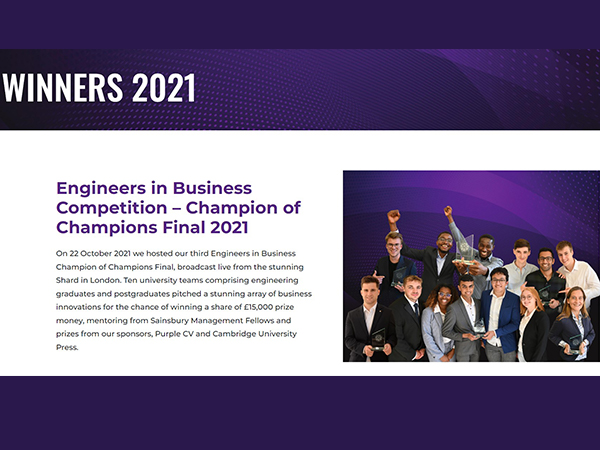 WINNERS 2021
Engineers in Business
Competition – Champion of
Champions Final 2021
On 22 October 2021 we hosted our third Engineers in Business
Champion of Champions Final, broadcast live from the stunning
Shard in London. Ten university teams comprising engineering
graduates and postgraduates pitched a stunning array of business
innovations for the chance of winning a share of £15,000 prize
money, mentoring from Sainsbury Management Fellows and
prizes from our sponsors, Purple CV and Cambridge University
Press.